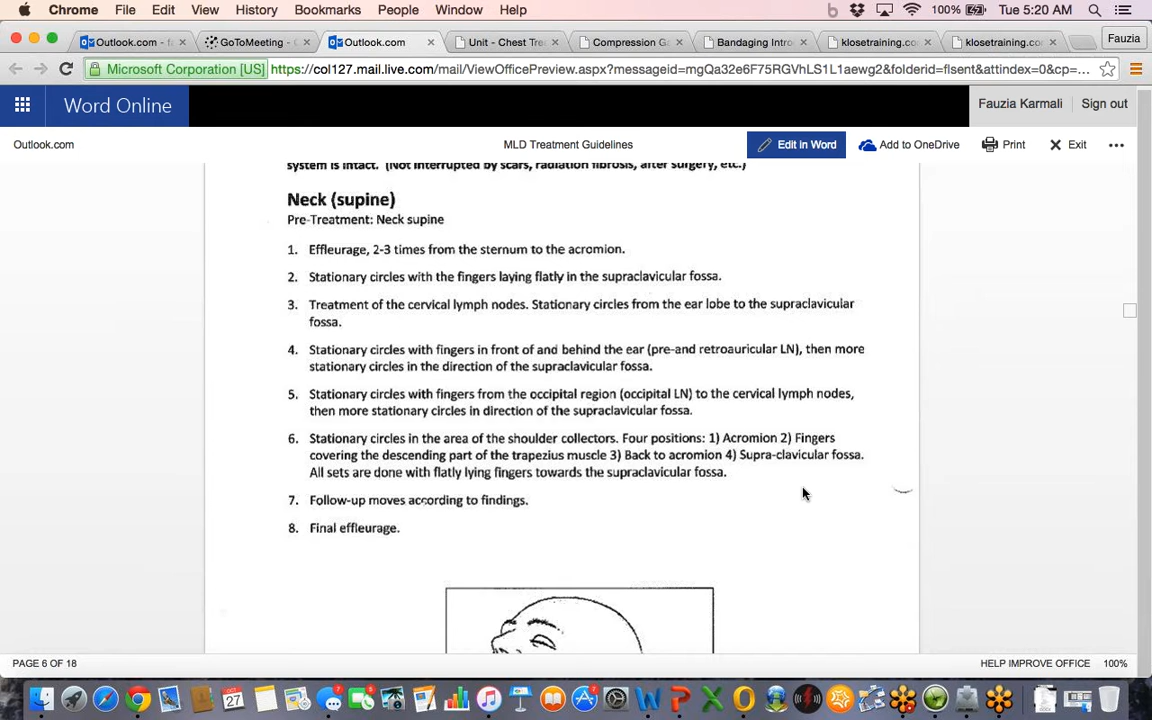 Chrome File Edit View History Bookmarks People Window Help 100% Tue 5:20 AM
Outlook.com - f GoToMeeting - Outlook.com Unit - Chest Tre Compression Ga Bandaging Intro klosetraining.co klosetraining.co Fauzia
Microsoft Corporation [US] https://col127.mail.live.com/mail/ViewOfficePreview.aspx?messageid=mgQa32e6F75RGVhLS1L1aewg2&folderid=flsent&attindex=0&cp=...
Word Online Fauzia Karmali Sign out
Outlook.com MLD Treatment Guidelines Edit in Word Add to OneDrive Print Exit
system is intact. (Not interrupted by scars, radiation fibrosis, after surgery, etc.)
Neck (supine)
Pre-Treatment: Neck supine
1. Effleurage, 2-3 times from the sternum to the acromion.
2. Stationary circles with the fingers laying flatly in the supraclavicular fossa.
3. Treatment of the cervical lymph nodes. Stationary circles from the ear lobe to the supraclavicular
fossa.
4. Stationary circles with fingers in front of and behind the ear (pre-and retroauricular LN), then more
stationary circles in the direction of the supraclavicular fossa.
5. Stationary circles with fingers from the occipital region (occipital LN) to the cervical lymph nodes,
then more stationary circles in direction of the supraclavicular fossa.
6. Stationary circles in the area of the shoulder collectors. Four positions: 1) Acromion 2) Fingers
covering the descending part of the trapezius muscle 3) Back to acromion 4) Supra-clavicular fossa.
All sets are done with flatly lying fingers towards the supraclavicular fossa.
7. Follow-up moves according to findings.
8. Final effleurage.
PAGE 6 OF 18 HELP IMPROVE OFFICE 100%
OCT
27